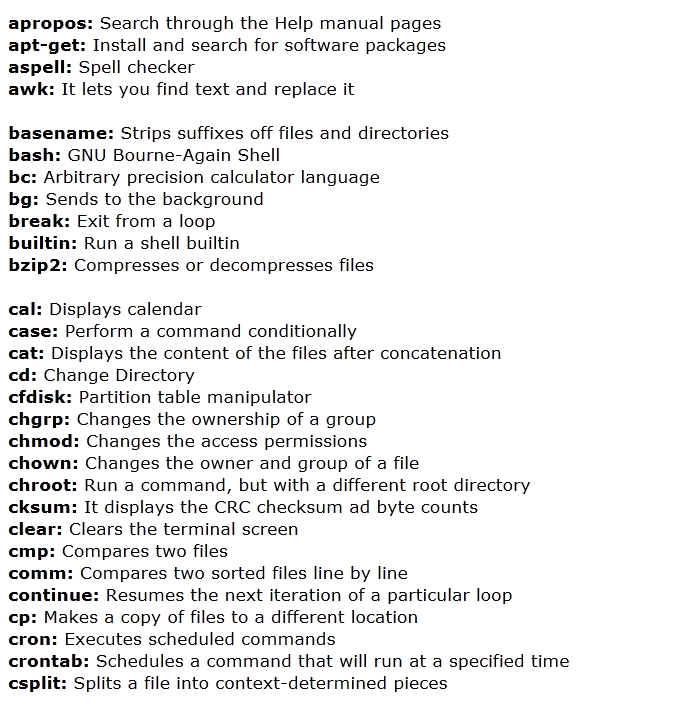 apropos: Search through the Help manual pages
apt-get: Install and search for software packages
aspell: Spell checker
awk: It lets you find text and replace it
basename: Strips suffixes off files and directories
bash: GNU Bourne-Again Shell
bc: Arbitrary precision calculator language
bg: Sends to the background
break: Exit from a loop
builtin: Run a shell builtin
bzip2: Compresses or decompresses files
cal: Displays calendar
case: Perform a command conditionally
cat: Displays the content of the files after concatenation
cd: Change Directory
cfdisk: Partition table manipulator
chgrp: Changes the ownership of a group
chmod: Changes the access permissions
chown: Changes the owner and group of a file
chroot: Run a command, but with a different root directory
cksum: It displays the CRC checksum ad byte counts
clear: Clears the terminal screen
cmp: Compares two files
comm: Compares two sorted files line by line
continue: Resumes the next iteration of a particular loop
cp: Makes a copy of files to a different location
cron: Executes scheduled commands
crontab: Schedules a command that will run at a specified time
csplit: Splits a file into context-determined pieces